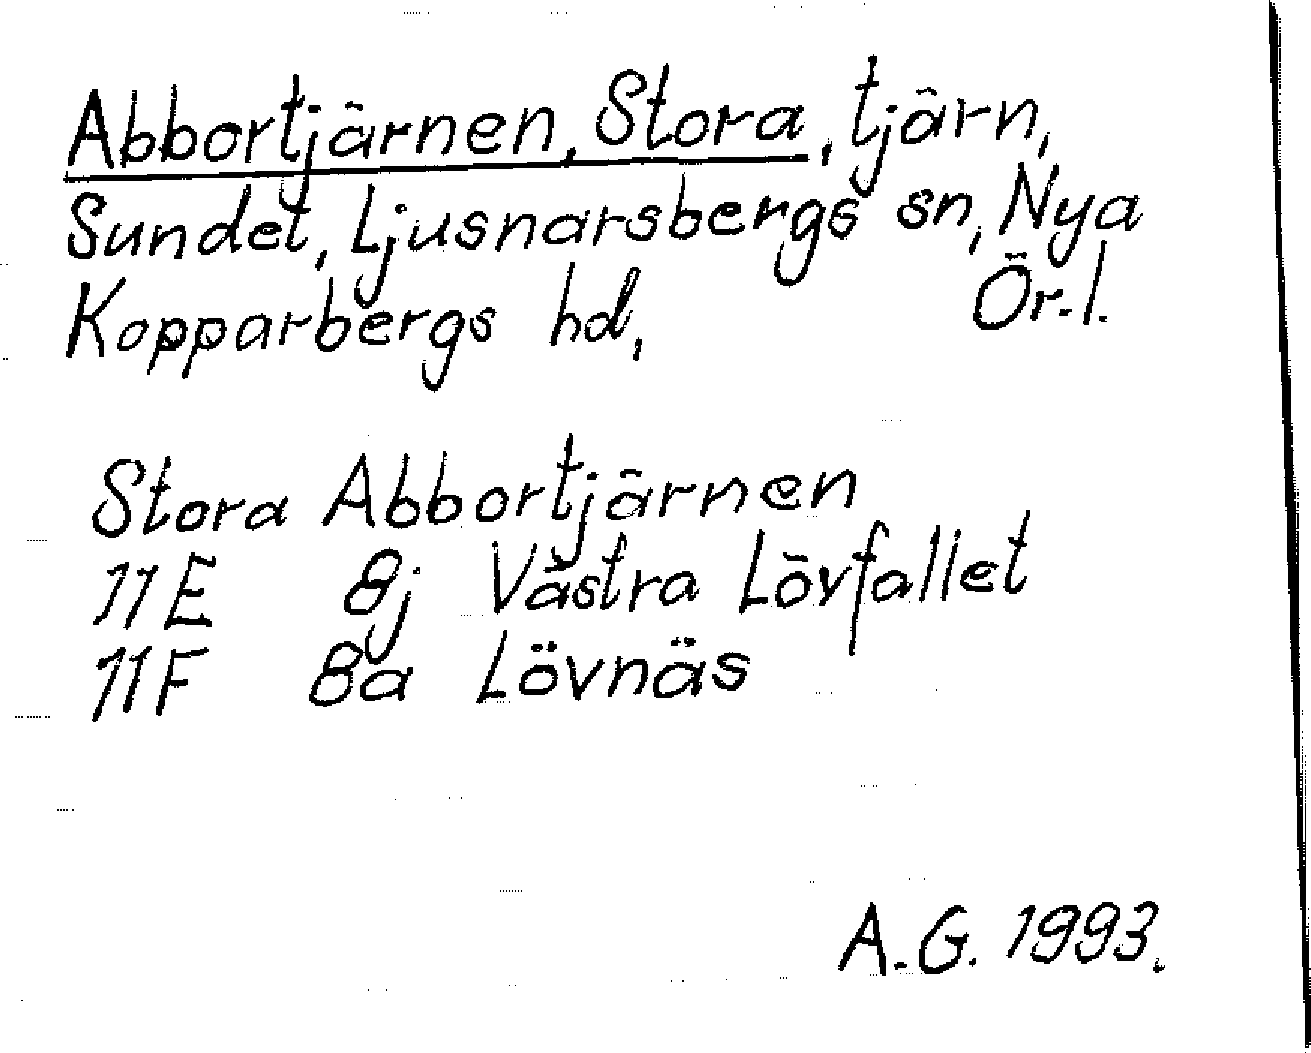 Abbortjärnen, Stora, tjärn,
Sundet, Ljusnarsbergs sn, Nya
Kopparbergs hd, Ör. l.
Stora Abbortjärnen
11E 8j Västra Lövfallet
11F 8a Lövnäs
A.G. 1993.